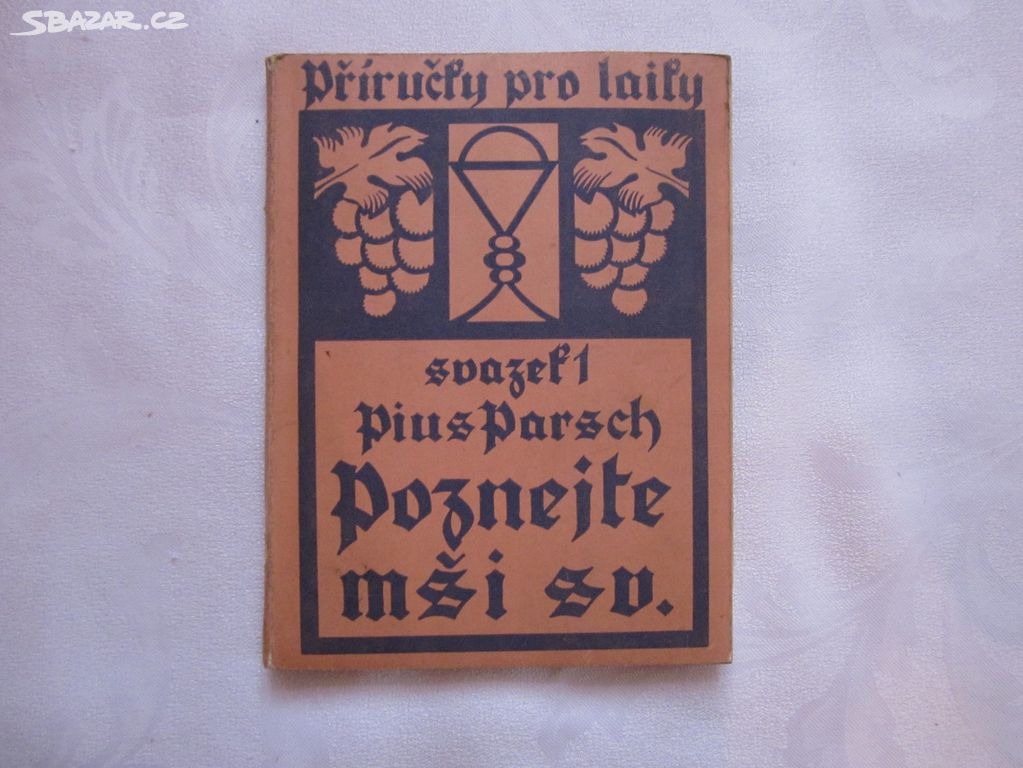 SBAZAR.CZ
Příručky pro laiky
svazek 1
Pius Parsch
Poznejte
mši sv.